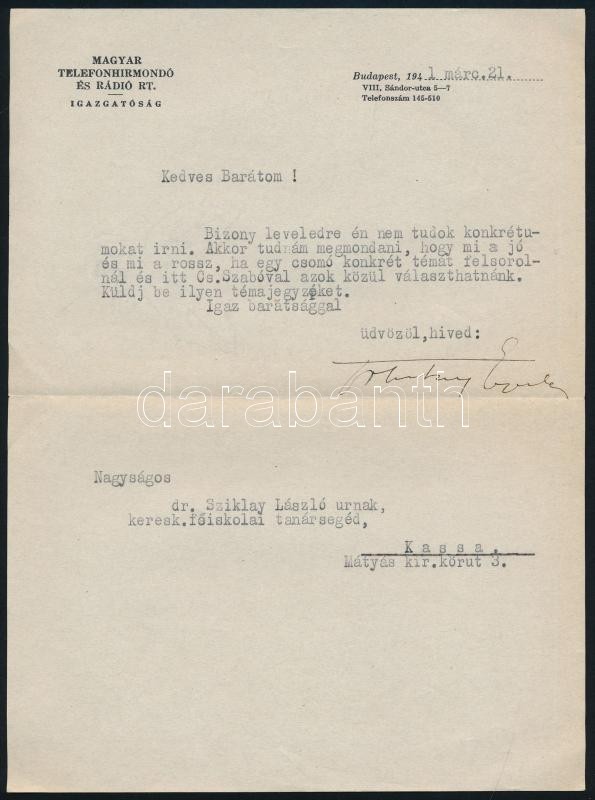 MAGYAR
TELEFONHIRMONDÓ
ÉS RÁDIÓ RT.
IGAZGATÓSÁG
Budapest, 194 1 márc.21.
VIII, Sándor-utca 5—7
Telefonszám 145-510
Kedves Barátom !
Bizony leveledre én nem tudok konkrétu-
mokat irni. Akkor tudnám megmondani, hogy mi a jó
és mi a rossz, ha egy csomó konkrét témát felsorol-
nál és itt Cs.Szabóval azok közül választhatnánk.
Küldj be ilyen témajegyzéket.
Igaz barátsággal
üdvözöl,hived:
darabanth
Nagyságos
dr. Sziklay László urnak,
keresk.főiskolai tanársegéd,
Kassa.
Mátyás kir.körut 3.